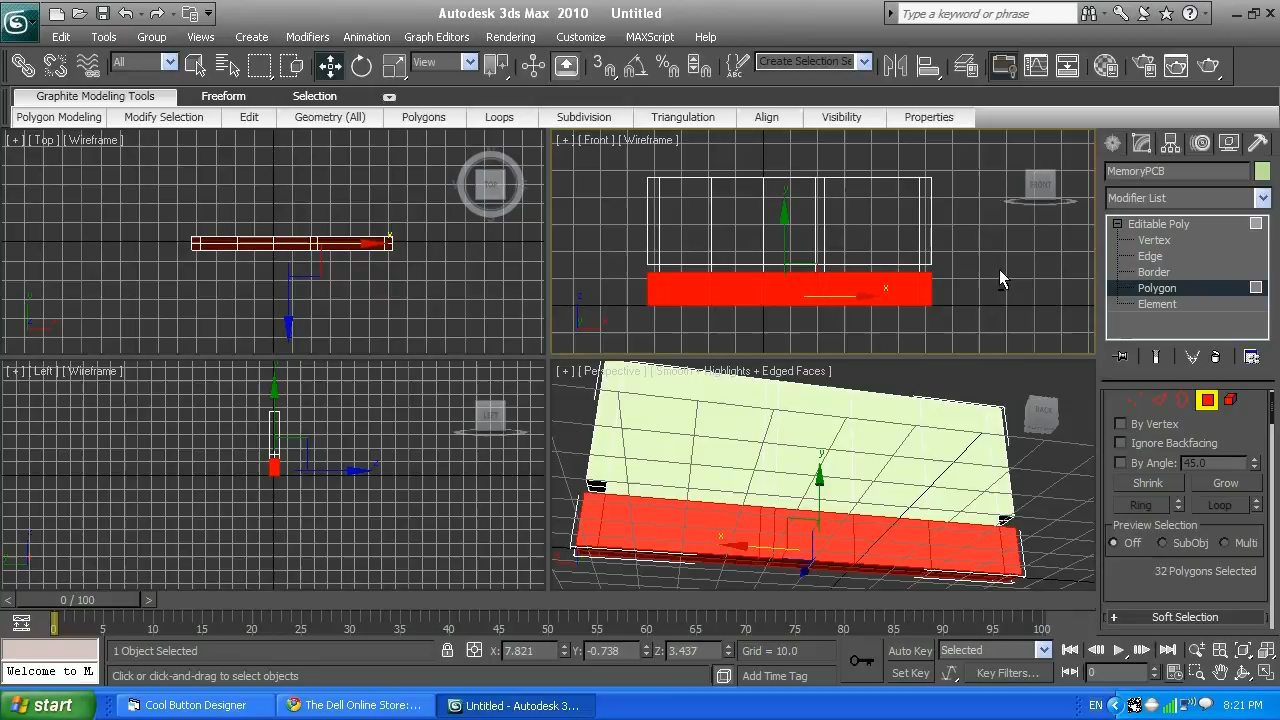 Autodesk 3ds Max 2010 Untitled
Type a keyword or phrase
Edit Tools Group Views Create Modifiers Animation Graph Editors Rendering Customize MAXScript Help
All View Create Selection Se
Graphite Modeling Tools Freeform Selection
Polygon Modeling Modify Selection Edit Geometry (All) Polygons Loops Subdivision Triangulation Align Visibility Properties
[ + ] [ Top ] [ Wireframe ]
TOP
[ + ] [ Front ] [ Wireframe ]
FRONT
MemoryPCB
Modifier List
Editable Poly
Vertex
Edge
Border
Polygon
Element
[ + ] [ Left ] [ Wireframe ]
LEFT
[ + ] [ Perspective ] [ Smooth + Highlights + Edged Faces ]
BACK
By Vertex
Ignore Backfacing
By Angle: 45.0
Shrink Grow
Ring Loop
Preview Selection
Off SubObj Multi
32 Polygons Selected
+ Soft Selection
< 0 / 100 >
0 5 10 15 20 25 30 35 40 45 50 55 60 65 70 75 80 85 90 95 100
1 Object Selected X: 7.821 Y: -0.738 Z: 3.437 Grid = 10.0 Auto Key Selected
Welcome to M. Click or click-and-drag to select objects Add Time Tag Set Key Key Filters... 0
start Cool Button Designer The Dell Online Store:... Untitled - Autodesk 3... EN 8:21 PM